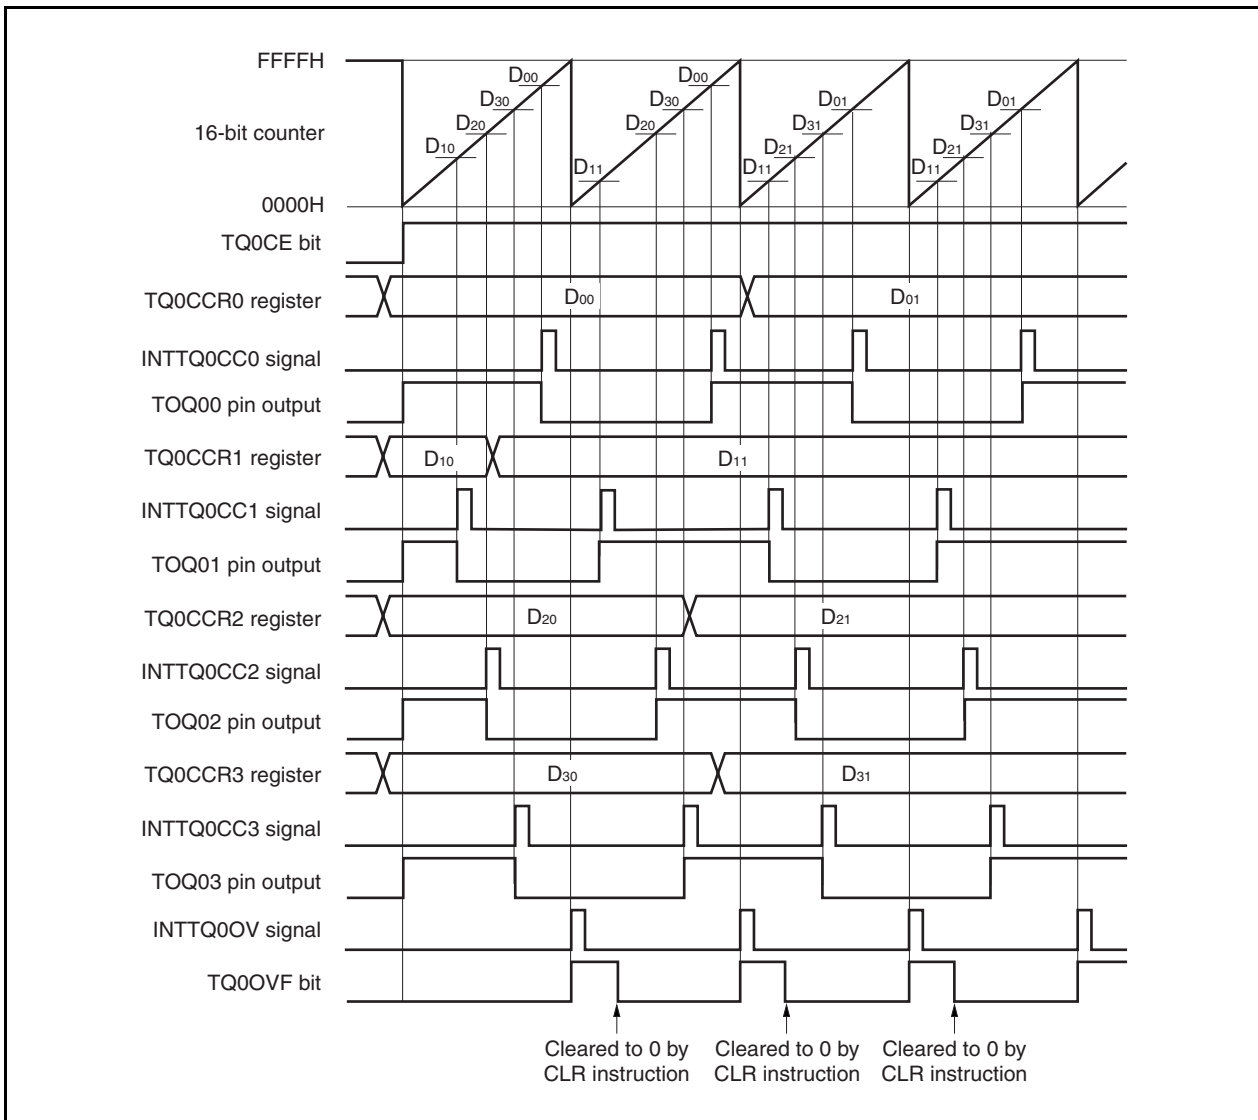 FFFFH
16-bit counter
0000H
D10
D20
D30
D00
D11
D20
D30
D00
D11
D21
D31
D01
D11
D21
D31
D01
TQ0CE bit
TQ0CCR0 register
D00
D01
INTTQ0CC0 signal
TOQ00 pin output
TQ0CCR1 register
D10
D11
INTTQ0CC1 signal
TOQ01 pin output
TQ0CCR2 register
D20
D21
INTTQ0CC2 signal
TOQ02 pin output
TQ0CCR3 register
D30
D31
INTTQ0CC3 signal
TOQ03 pin output
INTTQ0OV signal
TQ0OVF bit
Cleared to 0 by
CLR instruction
Cleared to 0 by
CLR instruction
Cleared to 0 by
CLR instruction